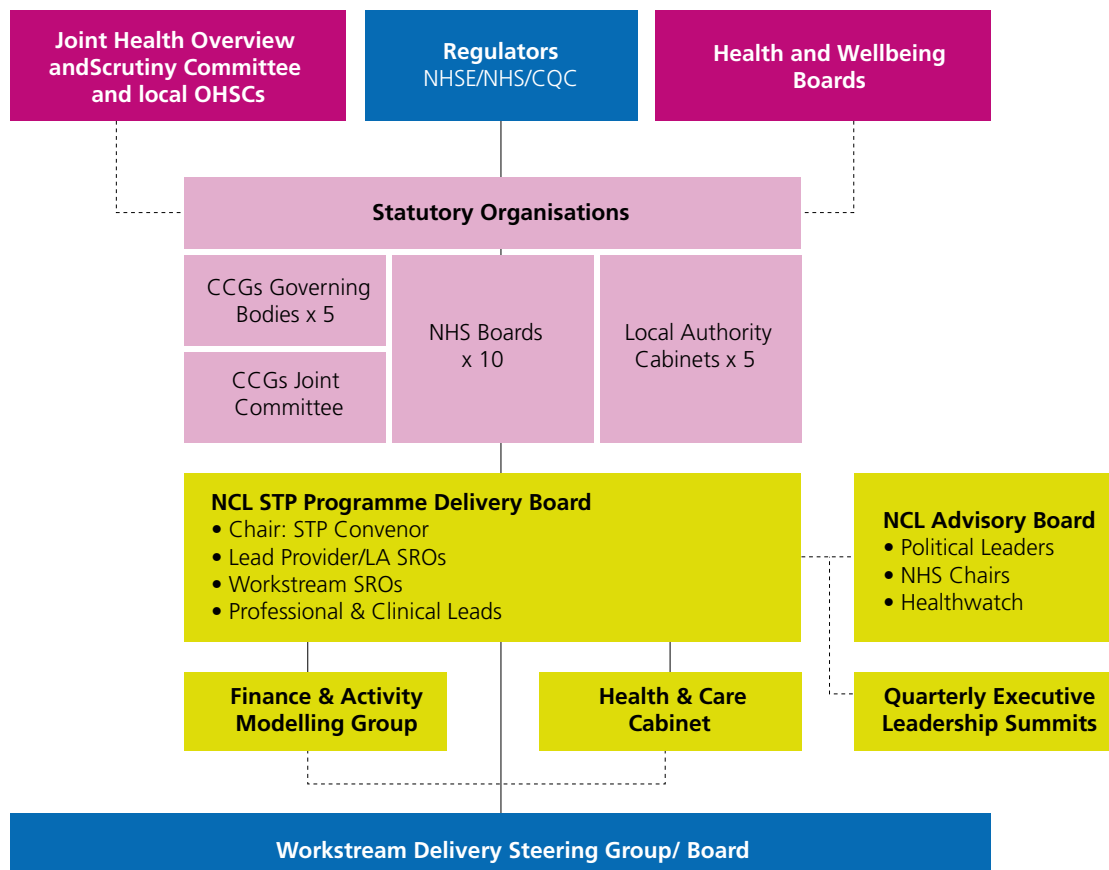 Joint Health Overview
andScrutiny Committee
and local OHSCs
Regulators
NHSE/NHS/CQC
Health and Wellbeing
Boards
Statutory Organisations
CCGs Governing
Bodies x 5
CCGs Joint
Committee
NHS Boards
x 10
Local Authority
Cabinets x 5
NCL STP Programme Delivery Board
• Chair: STP Convenor
• Lead Provider/LA SROs
• Workstream SROs
• Professional & Clinical Leads
NCL Advisory Board
• Political Leaders
• NHS Chairs
• Healthwatch
Finance & Activity
Modelling Group
Health & Care
Cabinet
Quarterly Executive
Leadership Summits
Workstream Delivery Steering Group/ Board